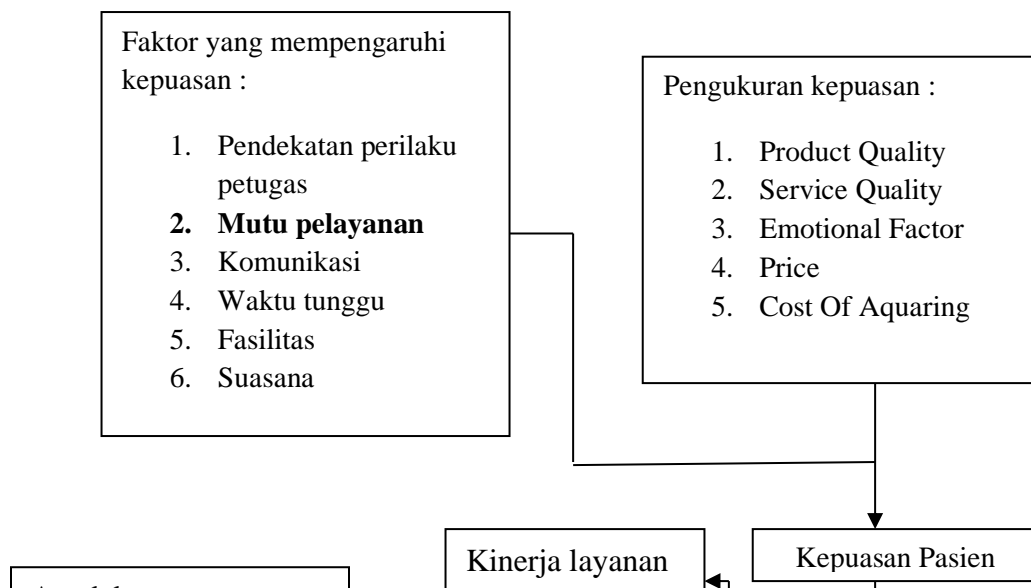 Faktor yang mempengaruhi
kepuasan :
1. Pendekatan perilaku
petugas
2. Mutu pelayanan
3. Komunikasi
4. Waktu tunggu
5. Fasilitas
6. Suasana
Pengukuran kepuasan :
1. Product Quality
2. Service Quality
3. Emotional Factor
4. Price
5. Cost Of Aquaring
Kinerja layanan
Kepuasan Pasien